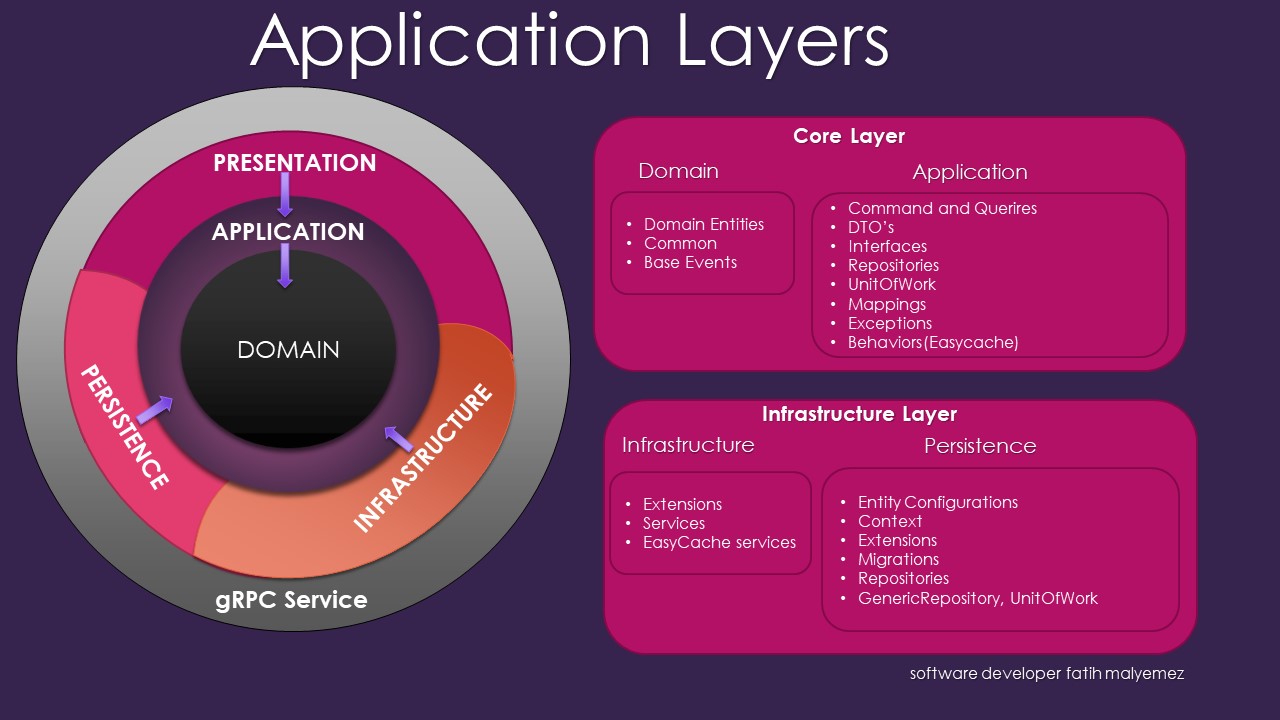 Application Layers
PRESENTATION
APPLICATION
DOMAIN
PERSISTENCE
INFRASTRUCTURE
gRPC Service
Core Layer
Domain
• Domain Entities
• Common
• Base Events
Application
• Command and Querires
• DTO’s
• Interfaces
• Repositories
• UnitOfWork
• Mappings
• Exceptions
• Behaviors(Easycache)
Infrastructure Layer
Infrastructure
• Extensions
• Services
• EasyCache services
Persistence
• Entity Configurations
• Context
• Extensions
• Migrations
• Repositories
• GenericRepository, UnitOfWork
software developer fatih malyemez